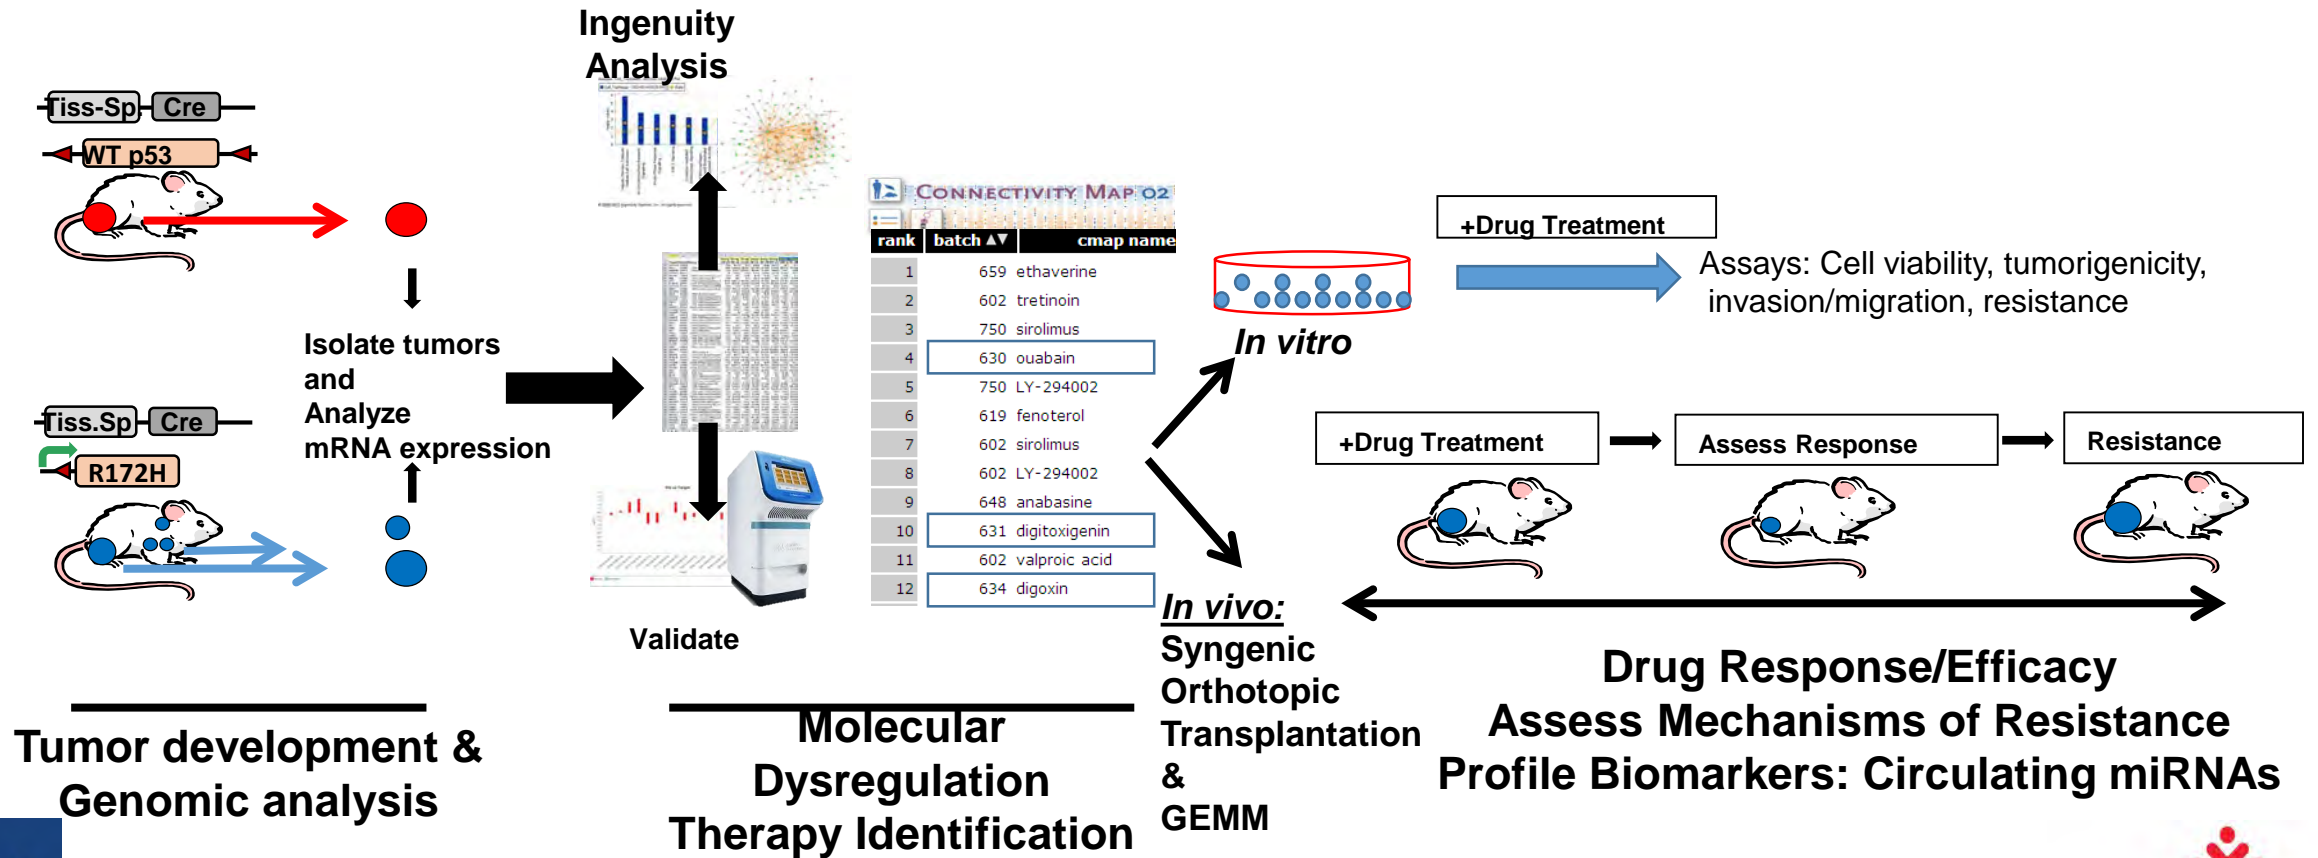 Ingenuity
Analysis
Tiss-Sp.
Cre
WT p53
Tiss.Sp
Cre
R172H
Isolate tumors
and
Analyze
mRNA expression
Validate
CONNECTIVITY MAP 02
rank batch ▲▼ cmap name
1 659 ethaverine
2 602 tretinoin
3 750 sirolimus
4 630 ouabain
5 750 LY-294002
6 619 fenoterol
7 602 sirolimus
8 602 LY-294002
9 648 anabasine
10 631 digitoxigenin
11 602 valproic acid
12 634 digoxin
In vitro
+Drug Treatment
Assays: Cell viability, tumorigenicity,
invasion/migration, resistance
+Drug Treatment
Assess Response
Resistance
In vivo:
Syngenic
Orthotopic
Transplantation
&
GEMM
Tumor development &
Genomic analysis
Molecular
Dysregulation
Therapy Identification
Drug Response/Efficacy
Assess Mechanisms of Resistance
Profile Biomarkers: Circulating miRNAs